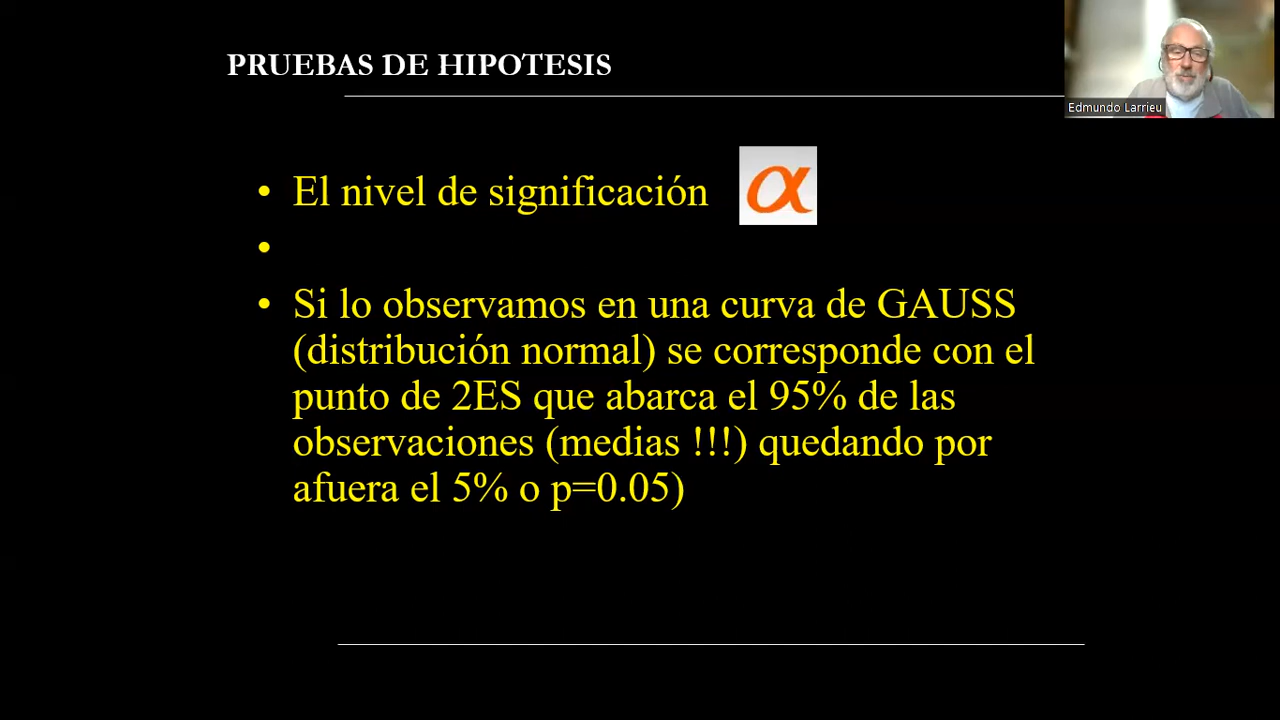 PRUEBAS DE HIPOTESIS
Edmundo Larrieu
• El nivel de significación α
•
• Si lo observamos en una curva de GAUSS
(distribución normal) se corresponde con el
punto de 2ES que abarca el 95% de las
observaciones (medias !!!) quedando por
afuera el 5% o p=0.05)